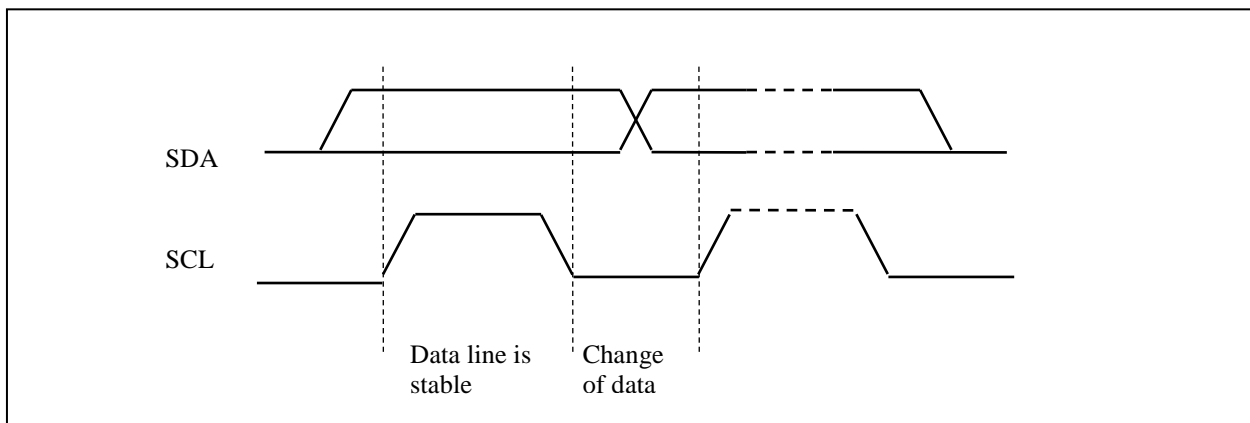 SDA
SCL
Data line is
stable
Change
of data